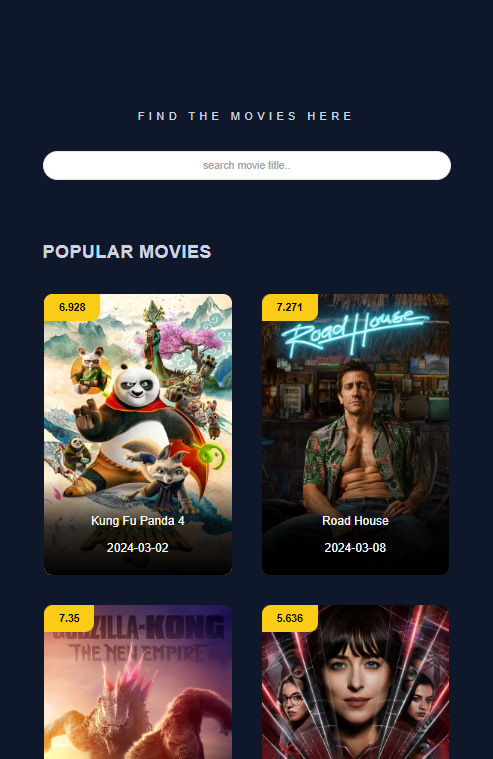 FIND THE MOVIES HERE
search movie title..
POPULAR MOVIES
6.928
7.271
Road House
Kung Fu Panda 4
Road House
2024-03-02
2024-03-08
7.35
5.636
GODZILLA × KONG
THE NEW EMPIRE